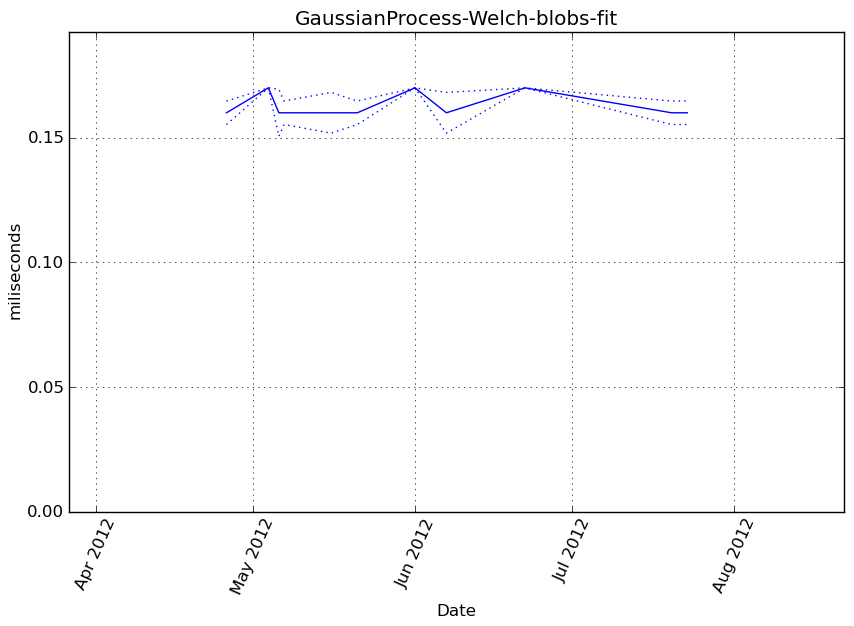 GaussianProcess-Welch-blobs-fit
0.15
0.10
0.05
0.00
miliseconds
Apr 2012
May 2012
Jun 2012
Jul 2012
Aug 2012
Date